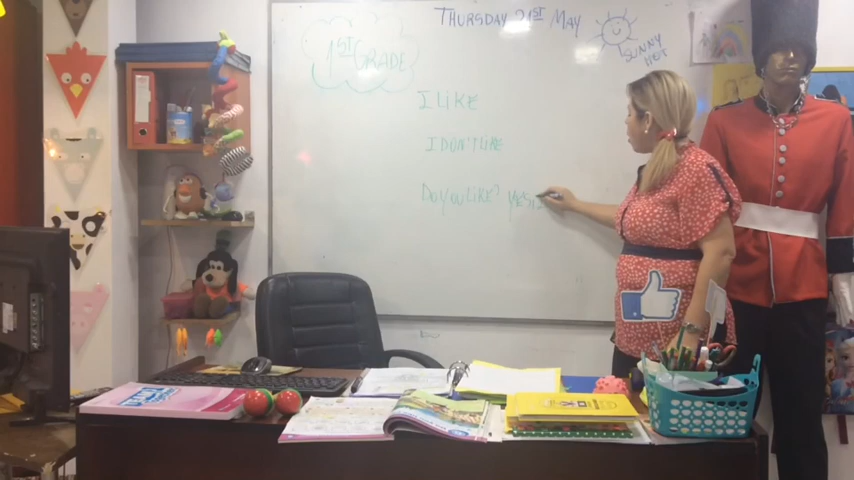 THURSDAY 21ST MAY
SUNNY
HOT
1ST GRADE
I LIKE
I DON'T LIKE
DO YOU LIKE? YES, I